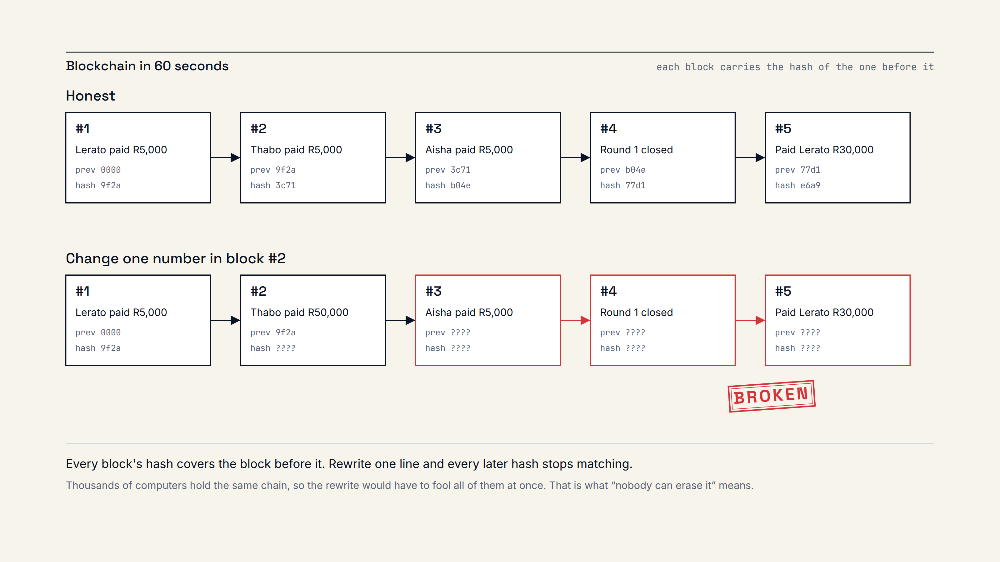 Blockchain in 60 seconds
each block carries the hash of the one before it
Honest
#1
Lerato paid R5,000
prev 0000
hash 9f2a
#2
Thabo paid R5,000
prev 9f2a
hash 3c71
#3
Aisha paid R5,000
prev 3c71
hash b04e
#4
Round 1 closed
prev b04e
hash 77d1
#5
Paid Lerato R30,000
prev 77d1
hash e6a9
Change one number in block #2
#1
Lerato paid R5,000
prev 0000
hash 9f2a
#2
Thabo paid R50,000
prev 9f2a
hash ????
#3
Aisha paid R5,000
prev ????
hash ????
#4
Round 1 closed
prev ????
hash ????
#5
Paid Lerato R30,000
prev ????
hash ????
BROKEN
Every block's hash covers the block before it. Rewrite one line and every later hash stops matching.
Thousands of computers hold the same chain, so the rewrite would have to fool all of them at once. That is what “nobody can erase it” means.